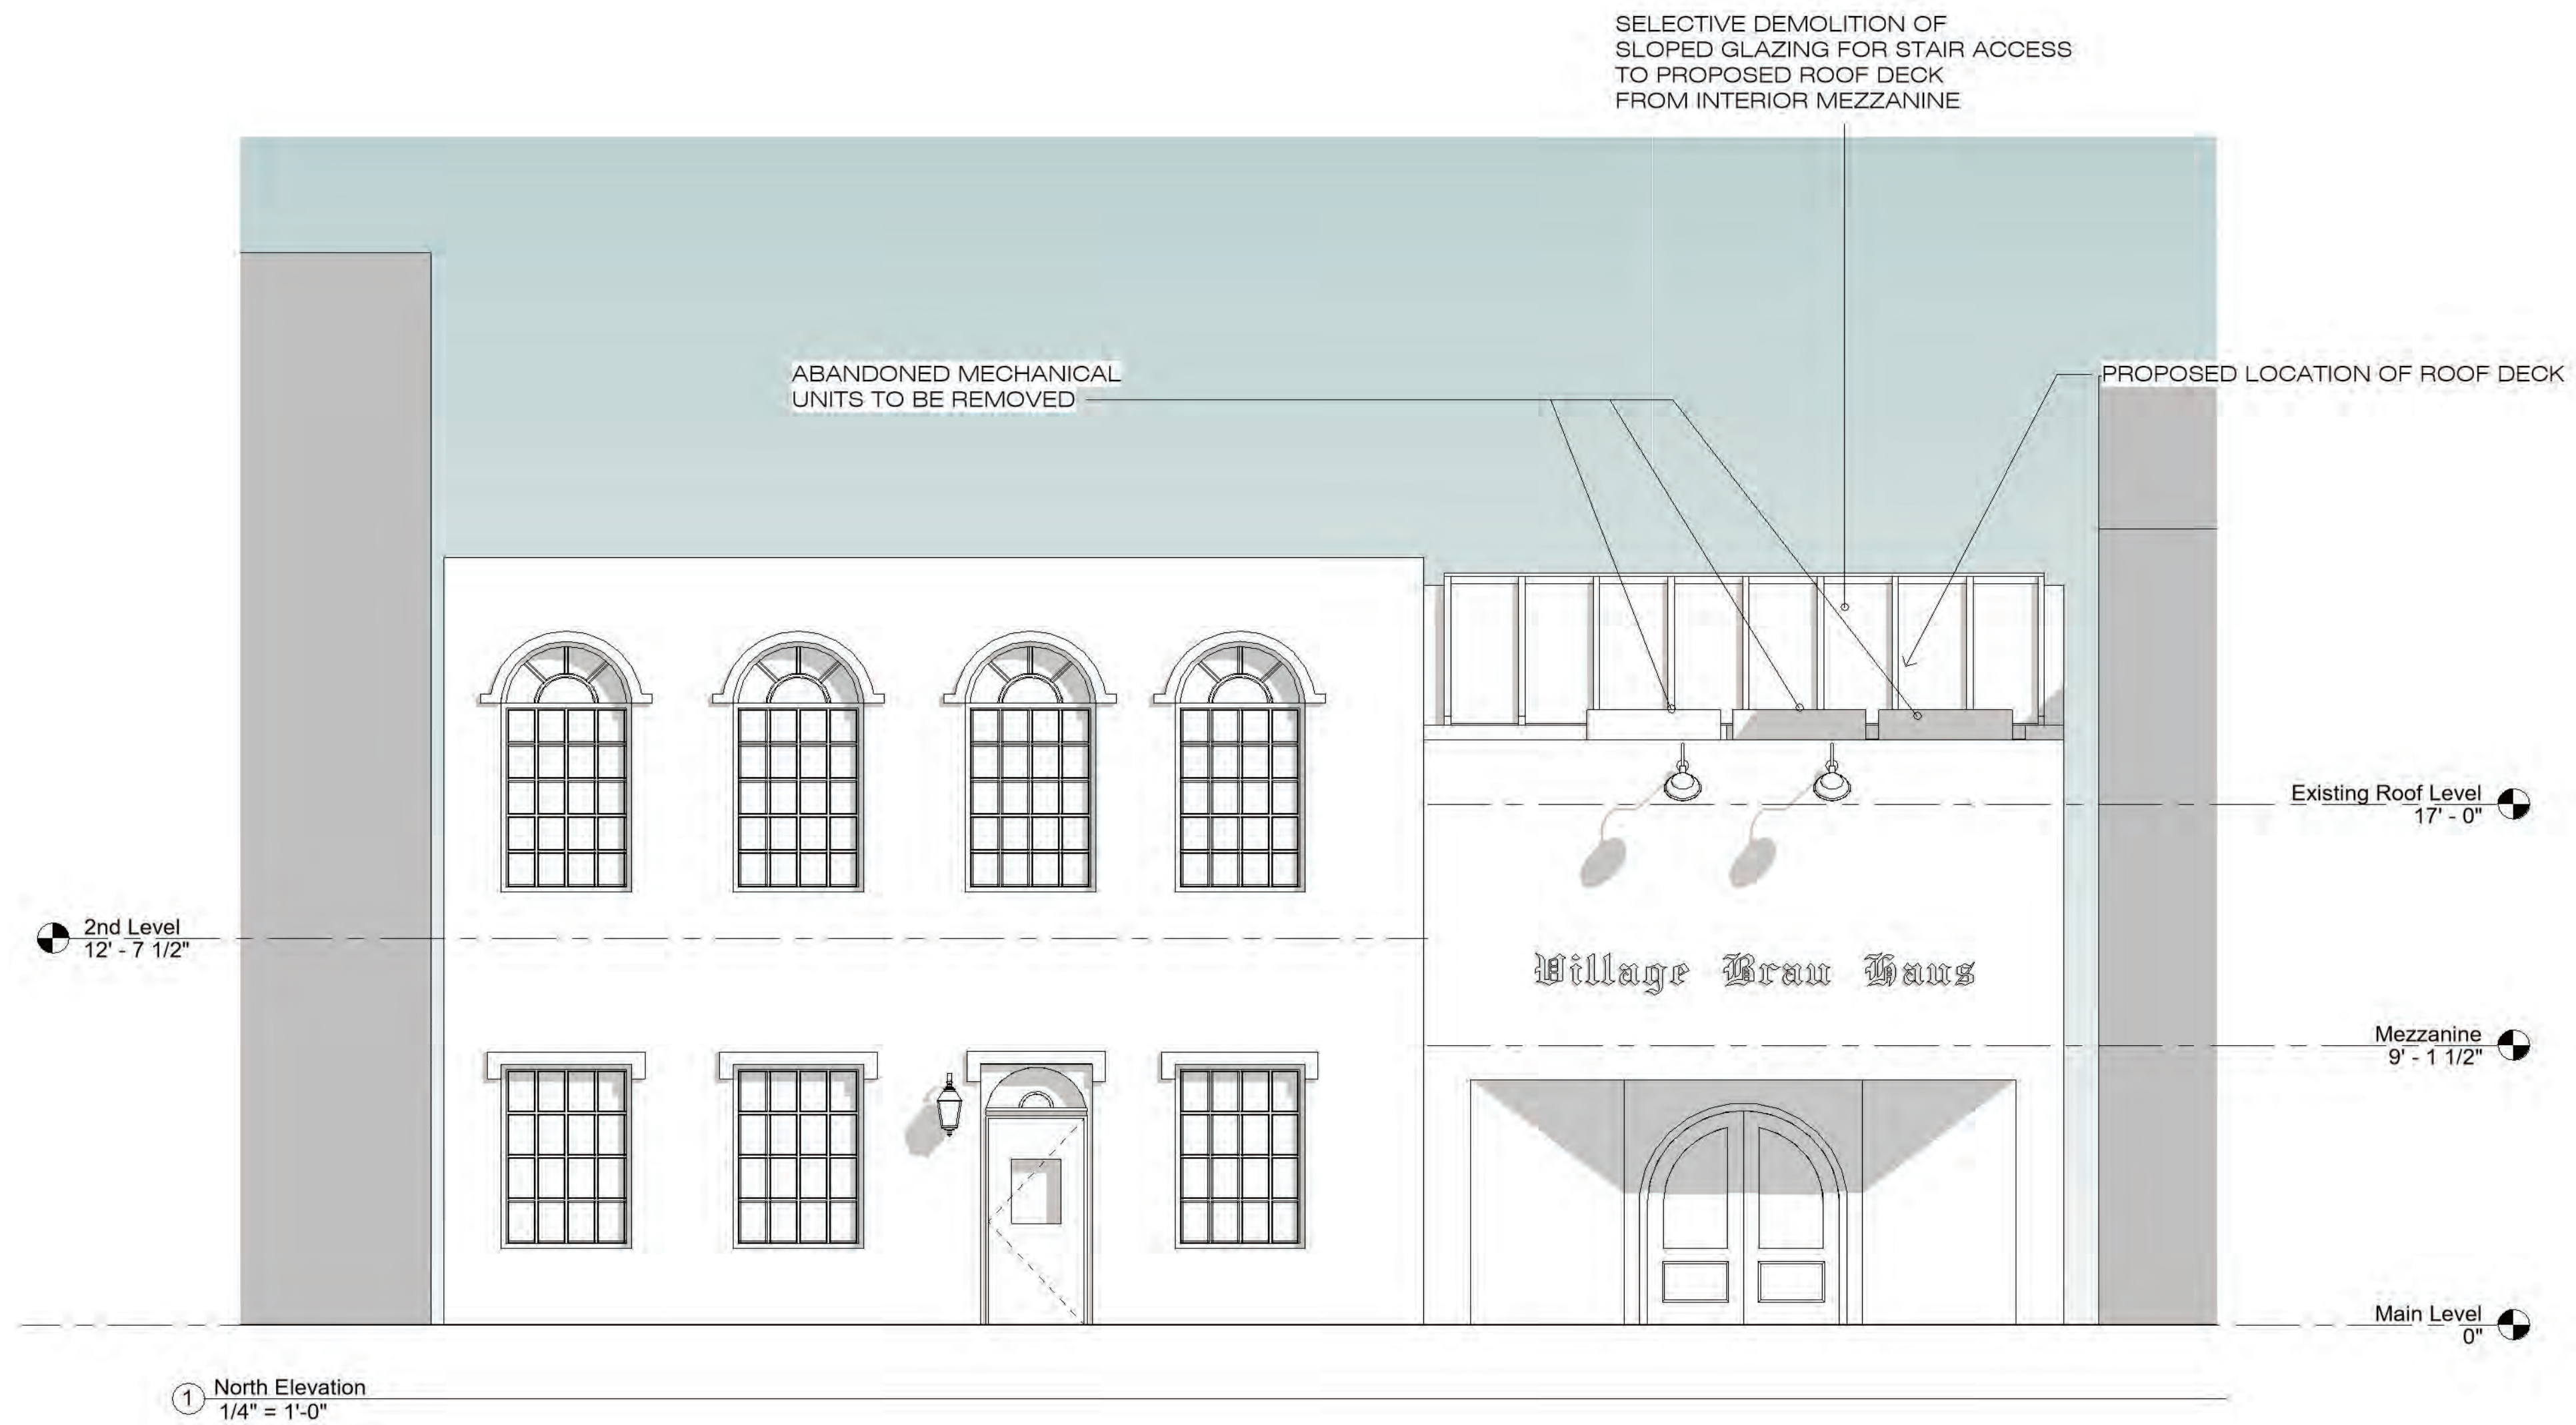 SELECTIVE DEMOLITION OF
SLOPED GLAZING FOR STAIR ACCESS
TO PROPOSED ROOF DECK
FROM INTERIOR MEZZANINE
ABANDONED MECHANICAL
UNITS TO BE REMOVED
PROPOSED LOCATION OF ROOF DECK
Existing Roof Level
17' - 0"
2nd Level
12' - 7 1/2"
Village Brau Haus
Mezzanine
9' - 1 1/2"
Main Level
0"
1
North Elevation
1/4" = 1'-0"